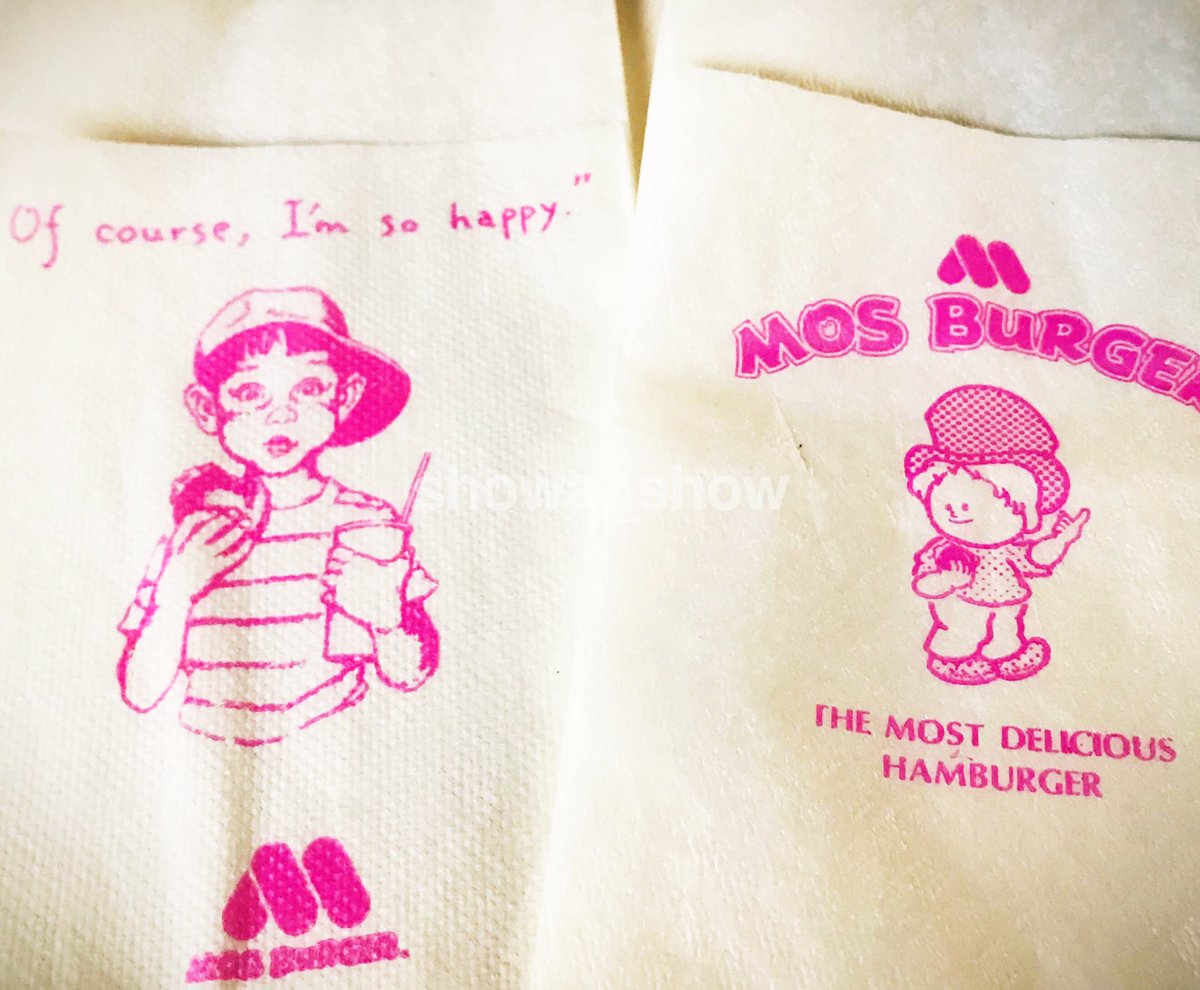 Of course, I'm so happy."
MOS BURGER.
MOS BURGER
THE MOST DELICIOUS
HAMBURGER
showa_show